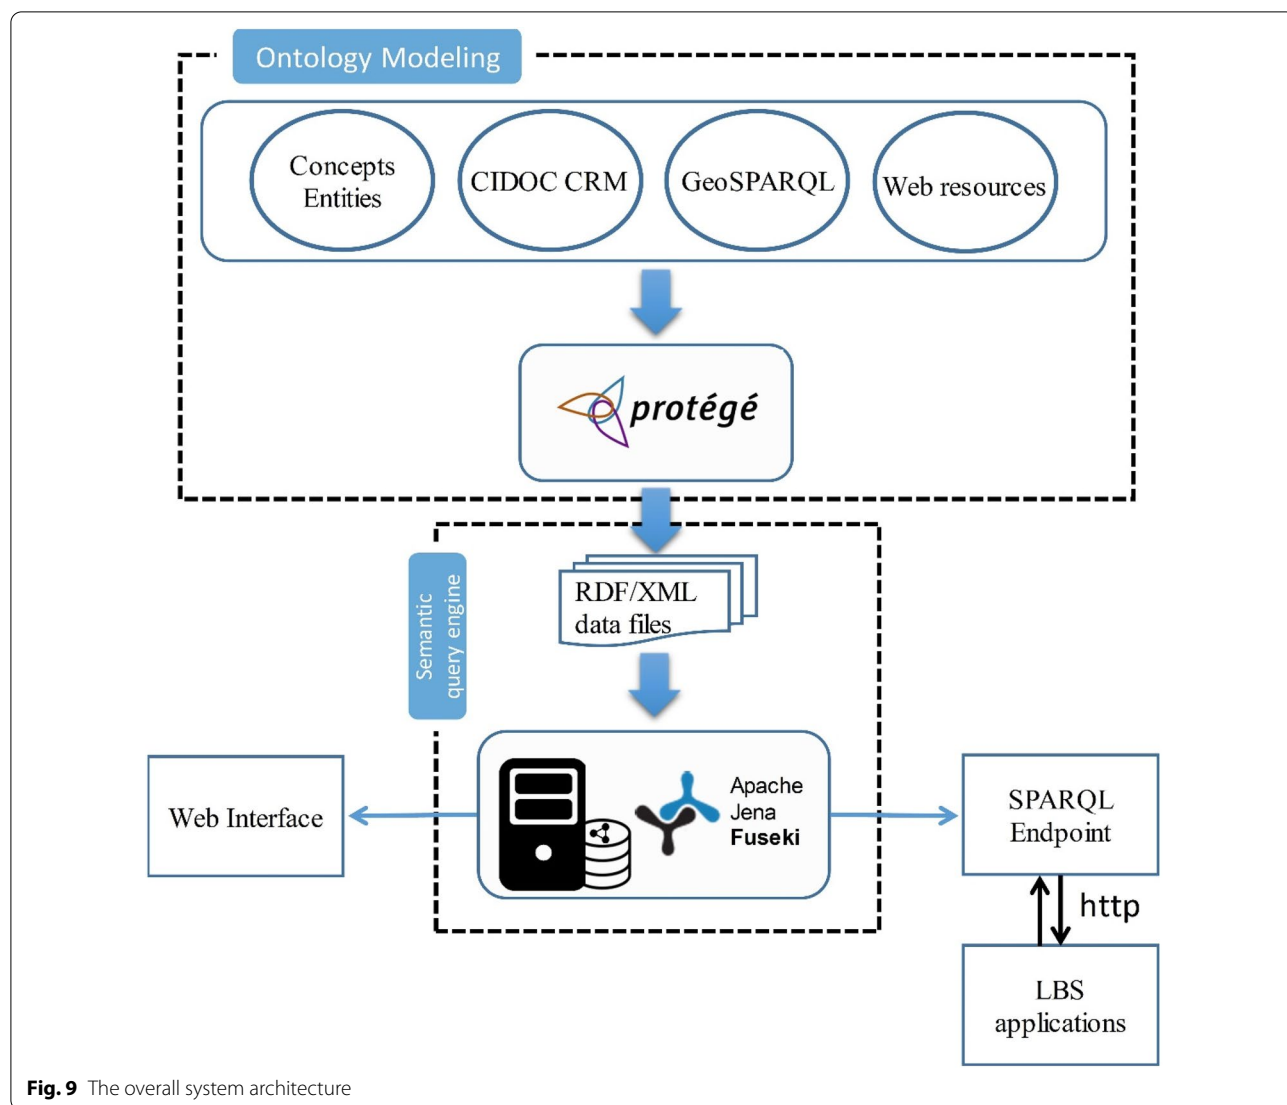 Ontology Modeling
Concepts
Entities
CIDOC CRM
GeoSPARQL
Web resources
protégé
Semantic
query engine
RDF/XML
data files
Web Interface
Apache
Jena
Fuseki
SPARQL
Endpoint
http
LBS
applications
Fig. 9 The overall system architecture